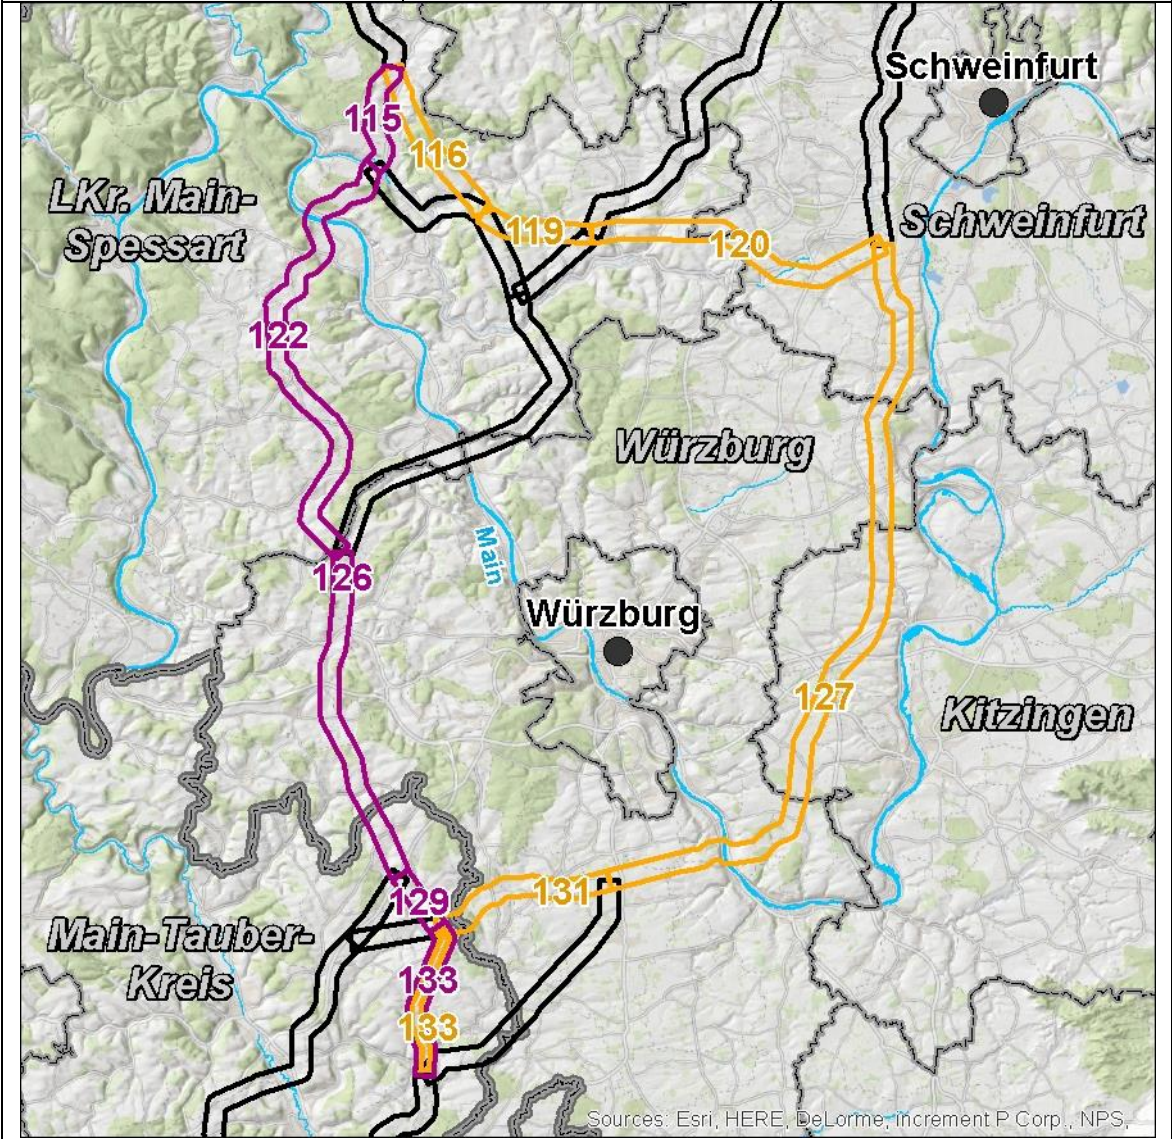 Schweinfurt
115
116
LKr. Main-
Spessart
119
120
Schweinfurt
122
Würzburg
Main
126
Würzburg
127
Kitzingen
131
129
Main-Tauber-
Kreis
133
133
Sources: Esri, HERE, DeLorme, increment P Corp., NPS,